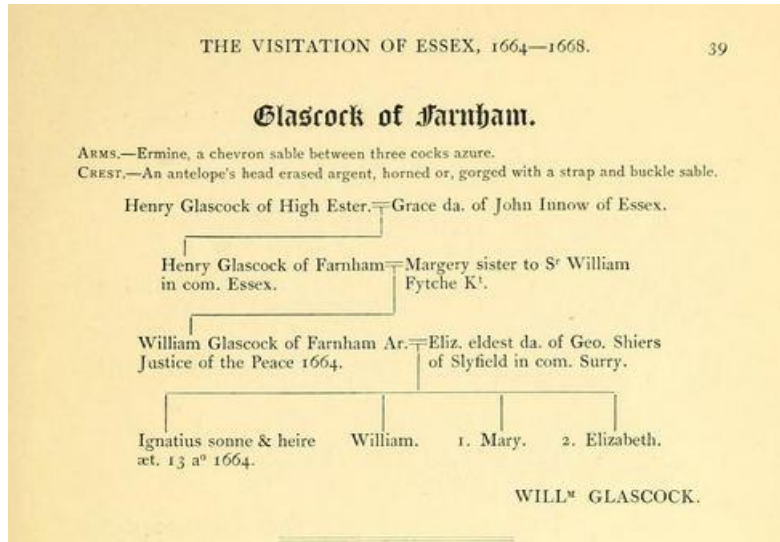 THE VISITATION OF ESSEX, 1664—1668. 39
Glascock of Farnham.
ARMS.—Ermine, a chevron sable between three cocks azure.
CREST.—An antelope's head erased argent, horned or, gorged with a strap and buckle sable.
Henry Glascock of High Ester.=Grace da. of John Innow of Essex.
Henry Glascock of Farnham=Margery sister to Sʳ William
in com. Essex. Fytche Kᵗ.
William Glascock of Farnham Ar.=Eliz. eldest da. of Geo. Shiers
Justice of the Peace 1664. of Slyfield in com. Surry.
Ignatius sonne & heire William. 1. Mary. 2. Elizabeth.
æt. 13 aº 1664.
WILLᴹ GLASCOCK.